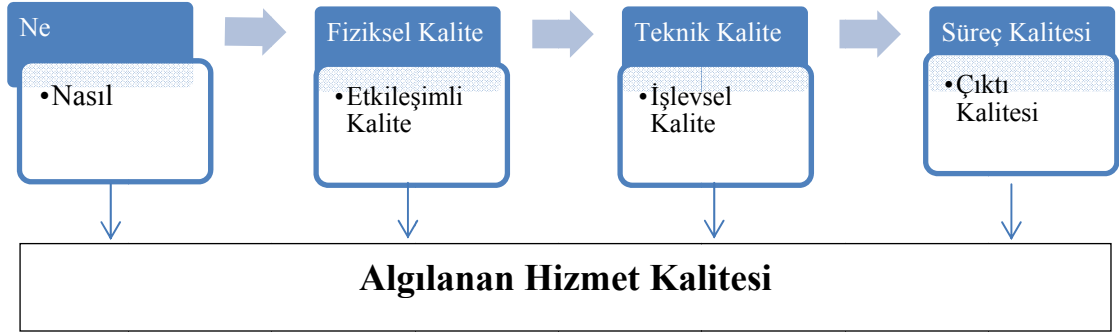 Ne
•Nasıl
Fiziksel Kalite
•Etkileşimli
Kalite
Teknik Kalite
•İşlevsel
Kalite
Süreç Kalitesi
•Çıktı
Kalitesi
Algılanan Hizmet Kalitesi